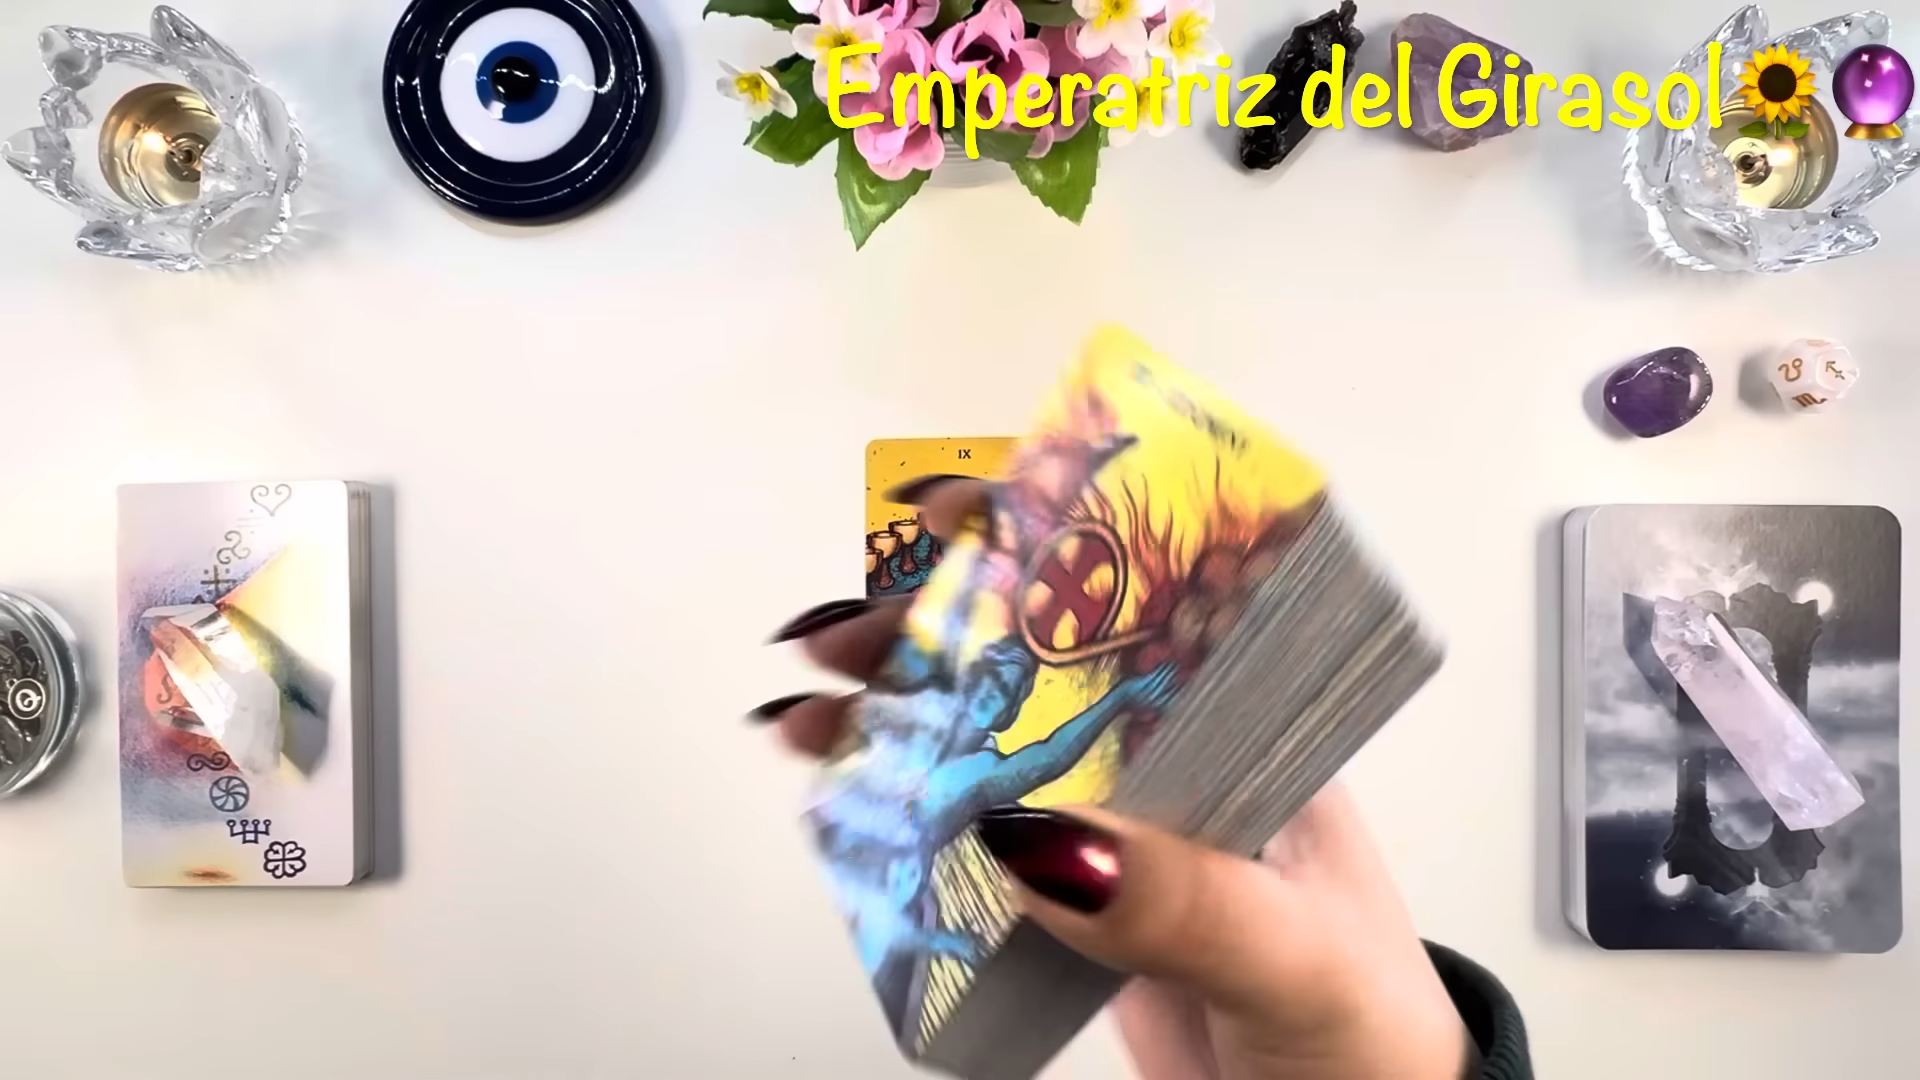 Emperatriz del Girasol🌻🔮
IX